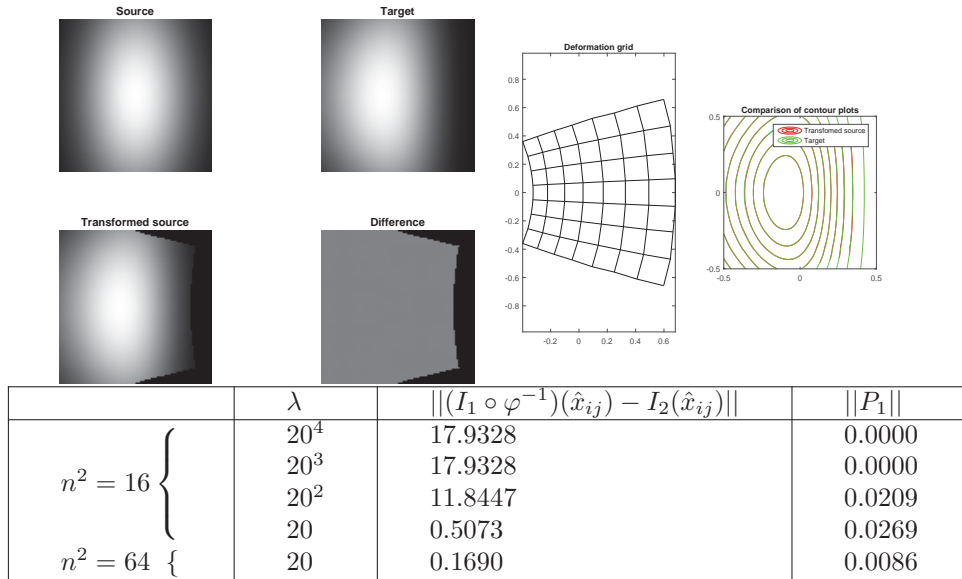 Source
Target
Deformation grid
0.8
0.6
0.4
0.2
0
-0.2
-0.4
-0.6
-0.8
-0.2 0 0.2 0.4 0.6
Comparison of contour plots
0.5
0
-0.5
-0.5 0 0.5
Transfomed source
Target
Transformed source
Difference
λ ||(I₁ ∘ φ⁻¹)(x̂ᵢⱼ) − I₂(x̂ᵢⱼ)|| ||P₁||
n² = 16 {
20⁴ 17.9328 0.0000
20³ 17.9328 0.0000
20² 11.8447 0.0209
20 0.5073 0.0269
n² = 64 { 20 0.1690 0.0086